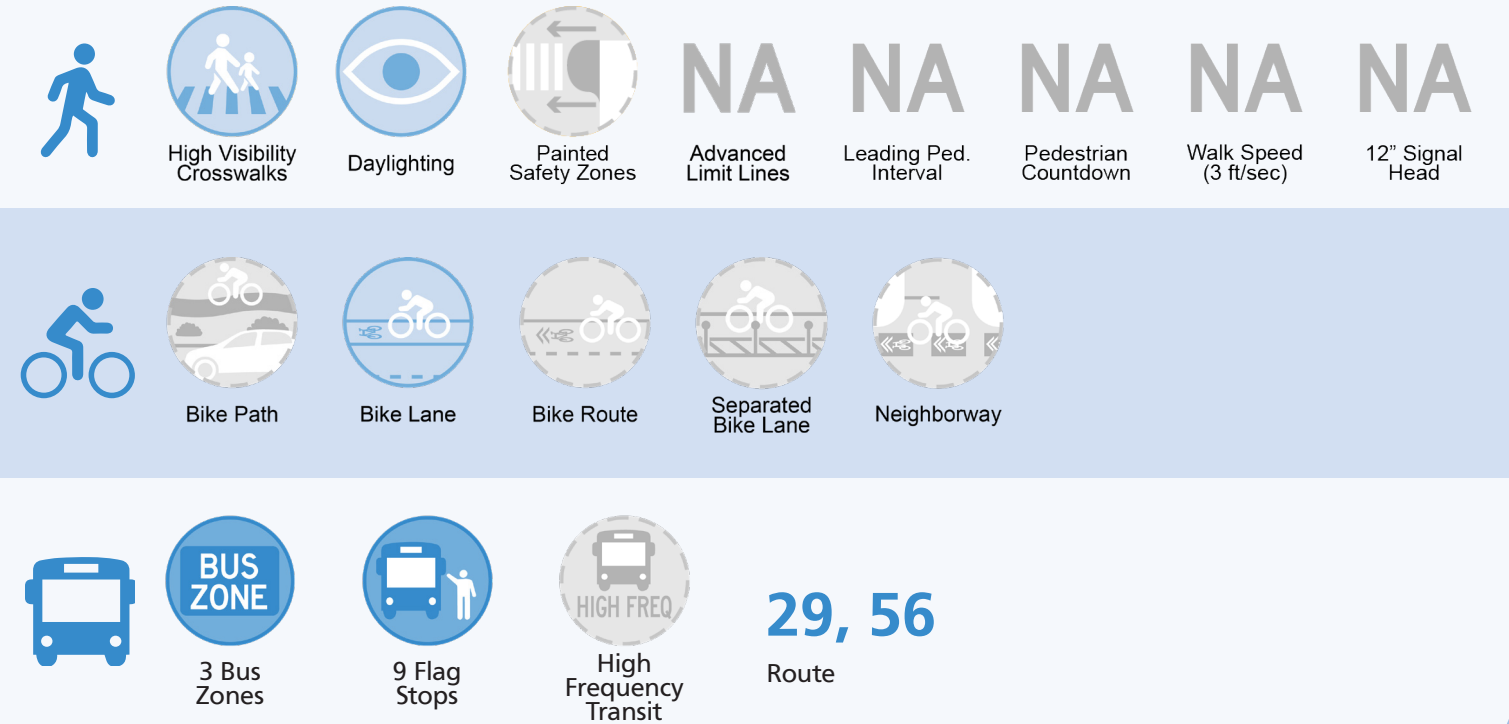 NA NA NA NA NA
High Visibility
Crosswalks
Daylighting
Painted
Safety Zones
Advanced
Limit Lines
Leading Ped.
Interval
Pedestrian
Countdown
Walk Speed
(3 ft/sec)
12” Signal
Head
Bike Path
Bike Lane
Bike Route
Separated
Bike Lane
Neighborway
BUS
ZONE
3 Bus
Zones
9 Flag
Stops
HIGH FREQ
High
Frequency
Transit
29, 56
Route